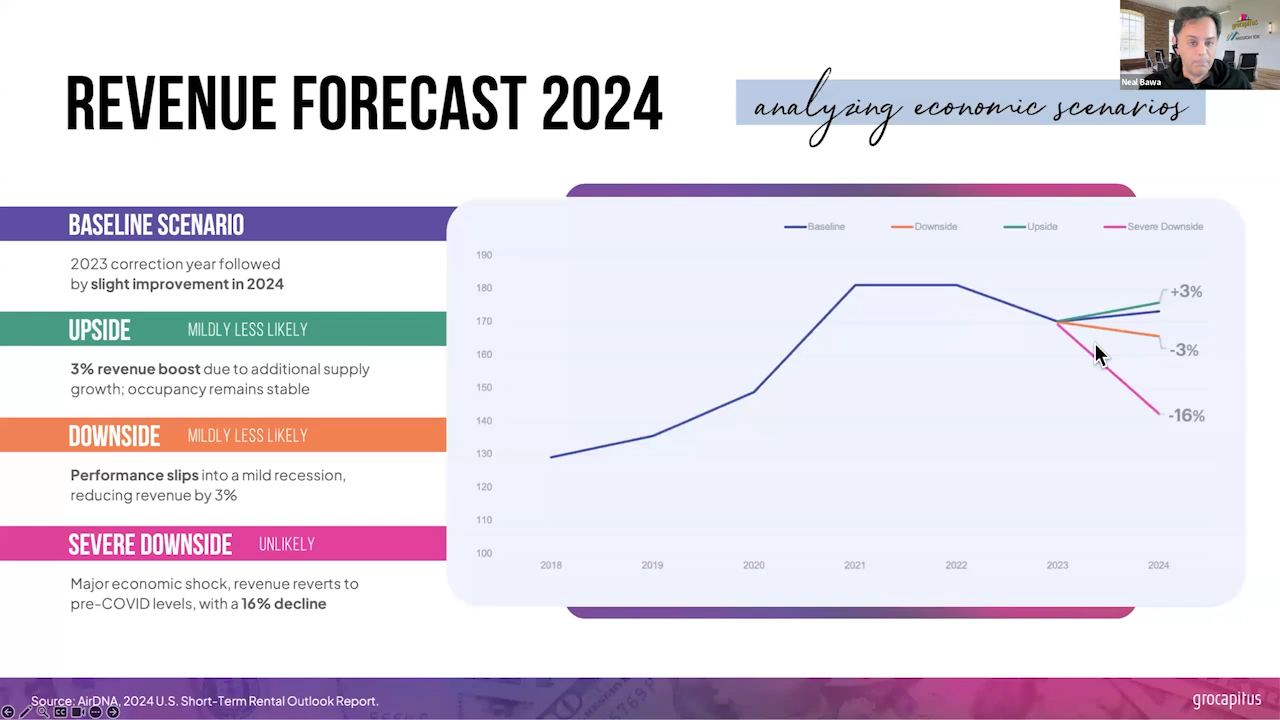 REVENUE FORECAST 2024
analyzing economic scenarios
grocapitus
Neal Bawa
BASELINE SCENARIO
2023 correction year followed
by slight improvement in 2024
UPSIDE MILDLY LESS LIKELY
3% revenue boost due to additional supply
growth; occupancy remains stable
DOWNSIDE MILDLY LESS LIKELY
Performance slips into a mild recession,
reducing revenue by 3%
SEVERE DOWNSIDE UNLIKELY
Major economic shock, revenue reverts to
pre-COVID levels, with a 16% decline
Baseline Downside Upside Severe Downside
190
180
170
160
150
140
130
120
110
100
2018 2019 2020 2021 2022 2023 2024
+3%
-3%
-16%
Source: AirDNA, 2024 U.S. Short-Term Rental Outlook Report.
grocapitus